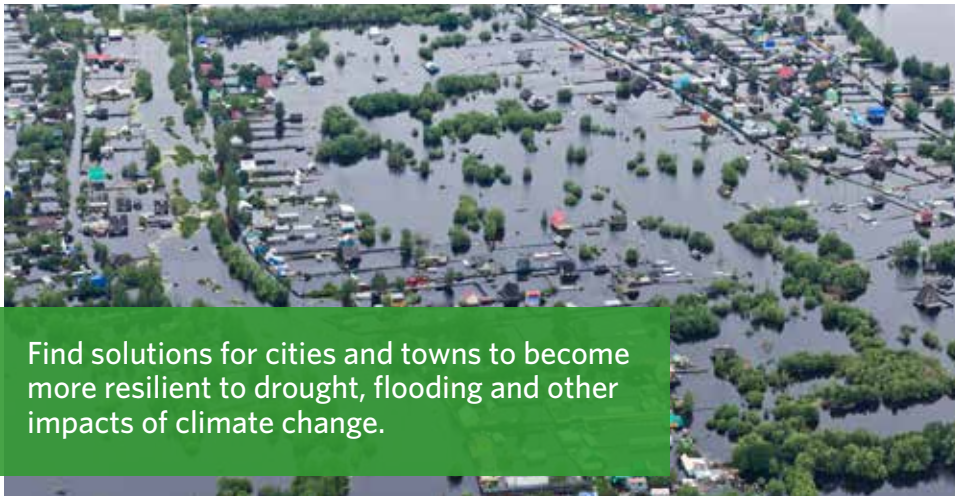 Find solutions for cities and towns to become
more resilient to drought, flooding and other
impacts of climate change.